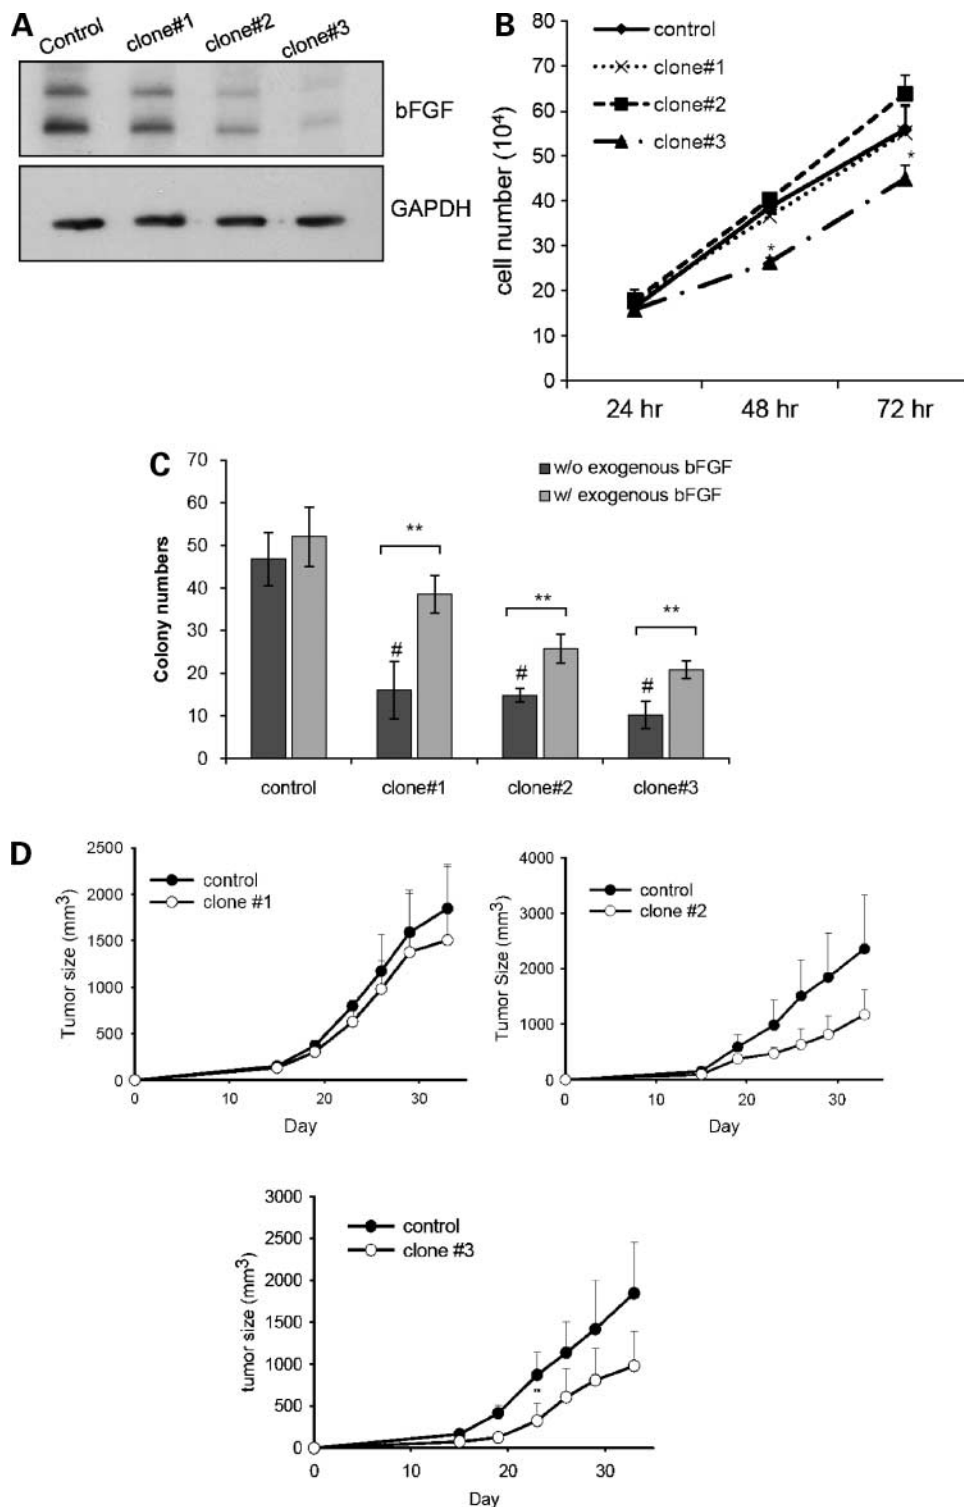 A
Control clone#1 clone#2 clone#3
bFGF
GAPDH
B
80
70
60
50
40
30
20
10
0
cell number (10⁴)
control
clone#1
clone#2
clone#3
*
*
24 hr 48 hr 72 hr
C
70
60
50
40
30
20
10
0
Colony numbers
w/o exogenous bFGF
w/ exogenous bFGF
**
**
**
#
#
#
control clone#1 clone#2 clone#3
D
2500
2000
1500
1000
500
0
Tumor size (mm³)
control
clone #1
0 10 20 30
Day
4000
3000
2000
1000
0
Tumor Size (mm³)
control
clone #2
0 10 20 30
Day
3000
2500
2000
1500
1000
500
0
tumor size (mm³)
control
clone #3
**
0 10 20 30
Day